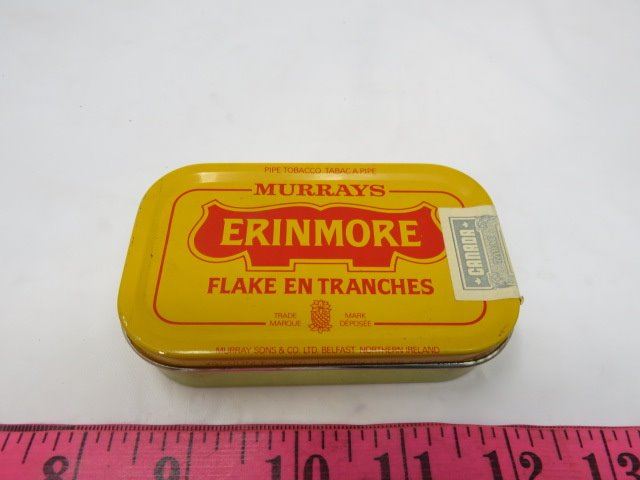 PIPE TOBACCO TABAC A PIPE
MURRAYS
ERINMORE
FLAKE EN TRANCHES
TRADE MARK
MARQUE DÉPOSÉE
MURRAY SONS & CO. LTD. BELFAST, NORTHERN IRELAND
CANADA
8 9 10 11 12 13